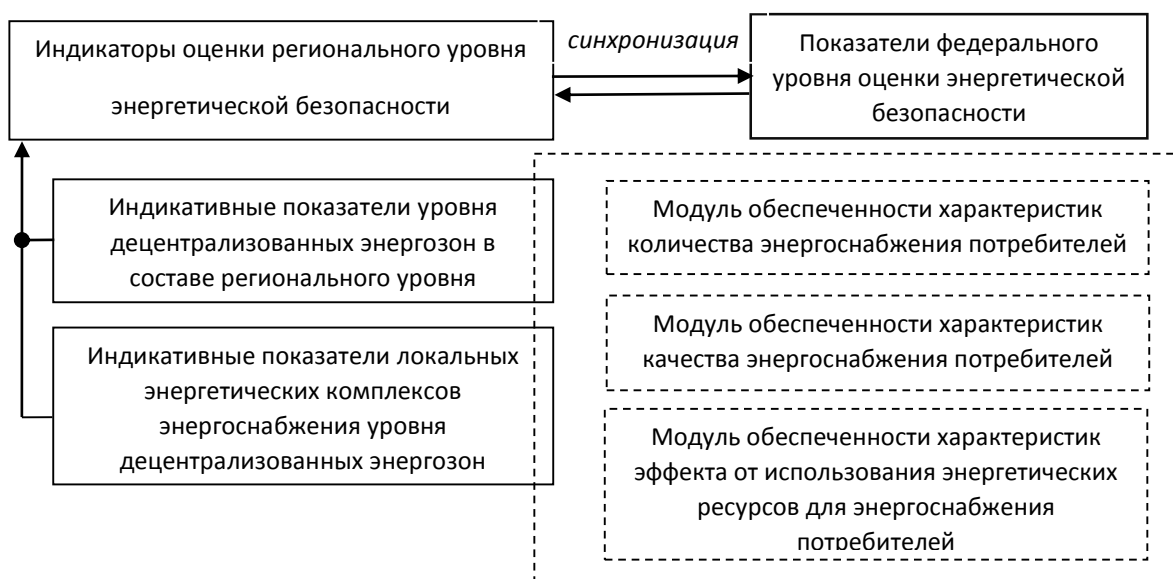 Индикаторы оценки регионального уровня
энергетической безопасности
синхронизация
Показатели федерального
уровня оценки энергетической
безопасности
Индикативные показатели уровня
децентрализованных энергозон в
составе регионального уровня
Индикативные показатели локальных
энергетических комплексов
энергоснабжения уровня
децентрализованных энергозон
Модуль обеспеченности характеристик
количества энергоснабжения потребителей
Модуль обеспеченности характеристик
качества энергоснабжения потребителей
Модуль обеспеченности характеристик
эффекта от использования энергетических
ресурсов для энергоснабжения
потребителей